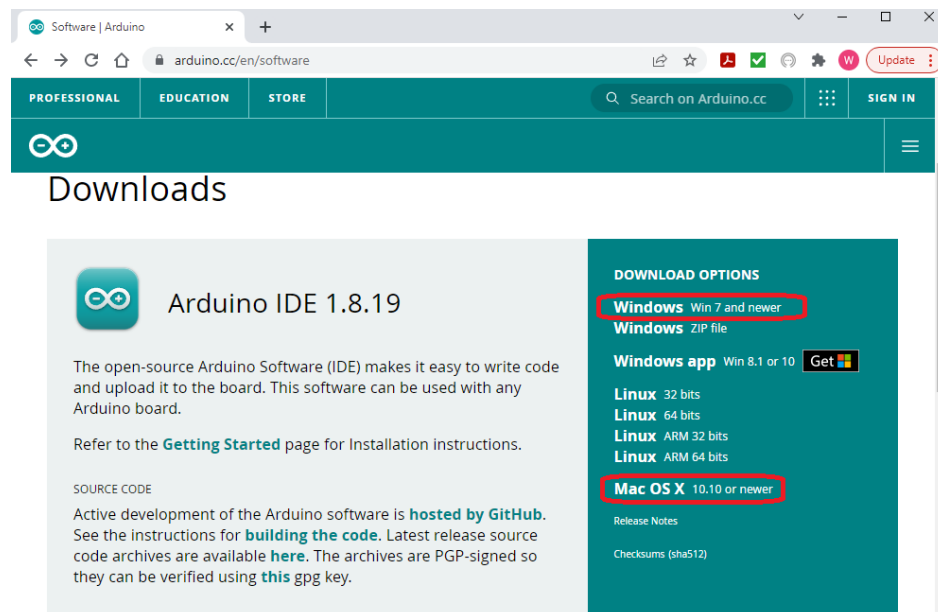 Software | Arduino
arduino.cc/en/software
W
Update
PROFESSIONAL EDUCATION STORE
Search on Arduino.cc
SIGN IN
Downloads
Arduino IDE 1.8.19
The open-source Arduino Software (IDE) makes it easy to write code
and upload it to the board. This software can be used with any
Arduino board.
Refer to the Getting Started page for Installation instructions.
SOURCE CODE
Active development of the Arduino software is hosted by GitHub.
See the instructions for building the code. Latest release source
code archives are available here. The archives are PGP-signed so
they can be verified using this gpg key.
DOWNLOAD OPTIONS
Windows Win 7 and newer
Windows ZIP file
Windows app Win 8.1 or 10 Get
Linux 32 bits
Linux 64 bits
Linux ARM 32 bits
Linux ARM 64 bits
Mac OS X 10.10 or newer
Release Notes
Checksums (sha512)